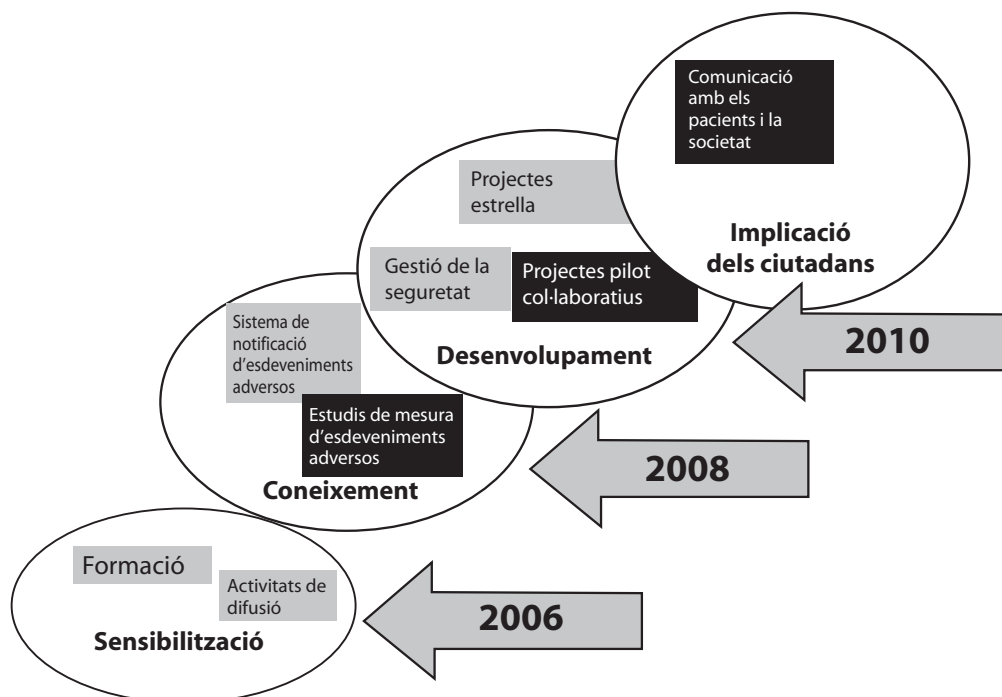 Comunicació
amb els
pacients i la
societat
Implicació
dels ciutadans
Projectes
estrella
Gestió de la
seguretat
Projectes pilot
col·laboratius
Desenvolupament
2010
Sistema de
notificació
d'esdeveniments
adversos
Estudis de mesura
d'esdeveniments
adversos
Coneixement
2008
Formació
Activitats de
difusió
Sensibilització
2006